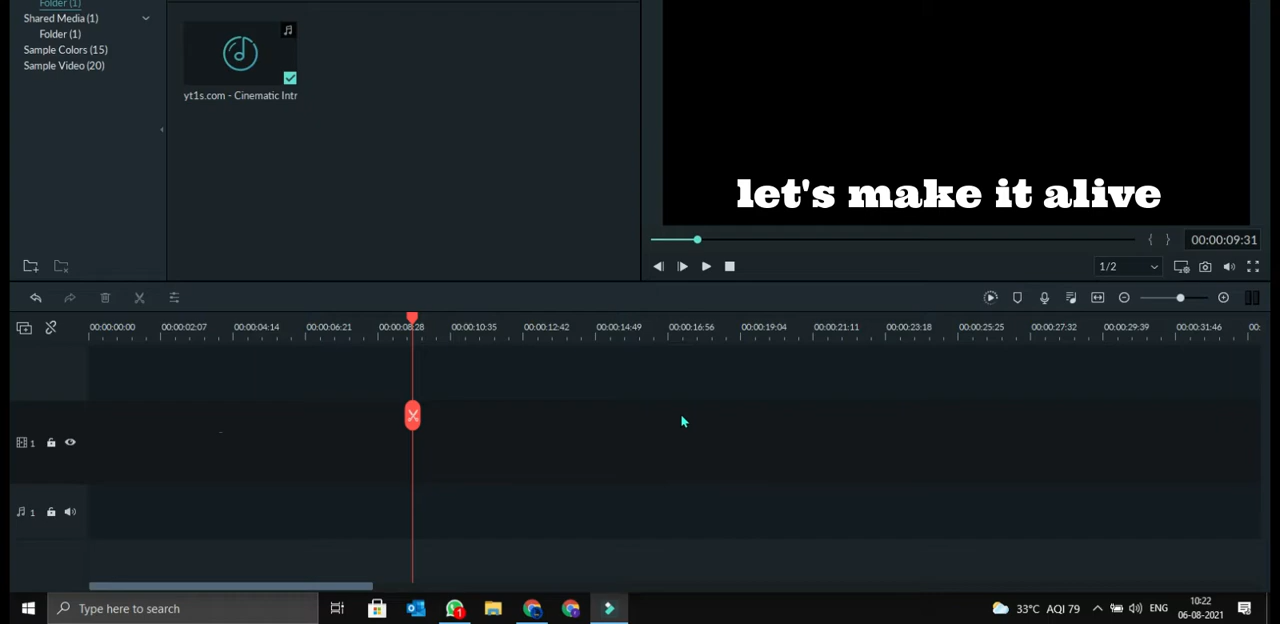 Folder (1)
Shared Media (1)
Folder (1)
Sample Colors (15)
Sample Video (20)
yt1s.com - Cinematic Intr
let's make it alive
00:00:09:31
1/2
00:00:00:00 00:00:02:07 00:00:04:14 00:00:06:21 00:00:08:28 00:00:10:35 00:00:12:42 00:00:14:49 00:00:16:56 00:00:19:04 00:00:21:11 00:00:23:18 00:00:25:25 00:00:27:32 00:00:29:39 00:00:31:46 00:
1
1
Type here to search
1
33°C AQI 79
ENG
10:22
06-08-2021